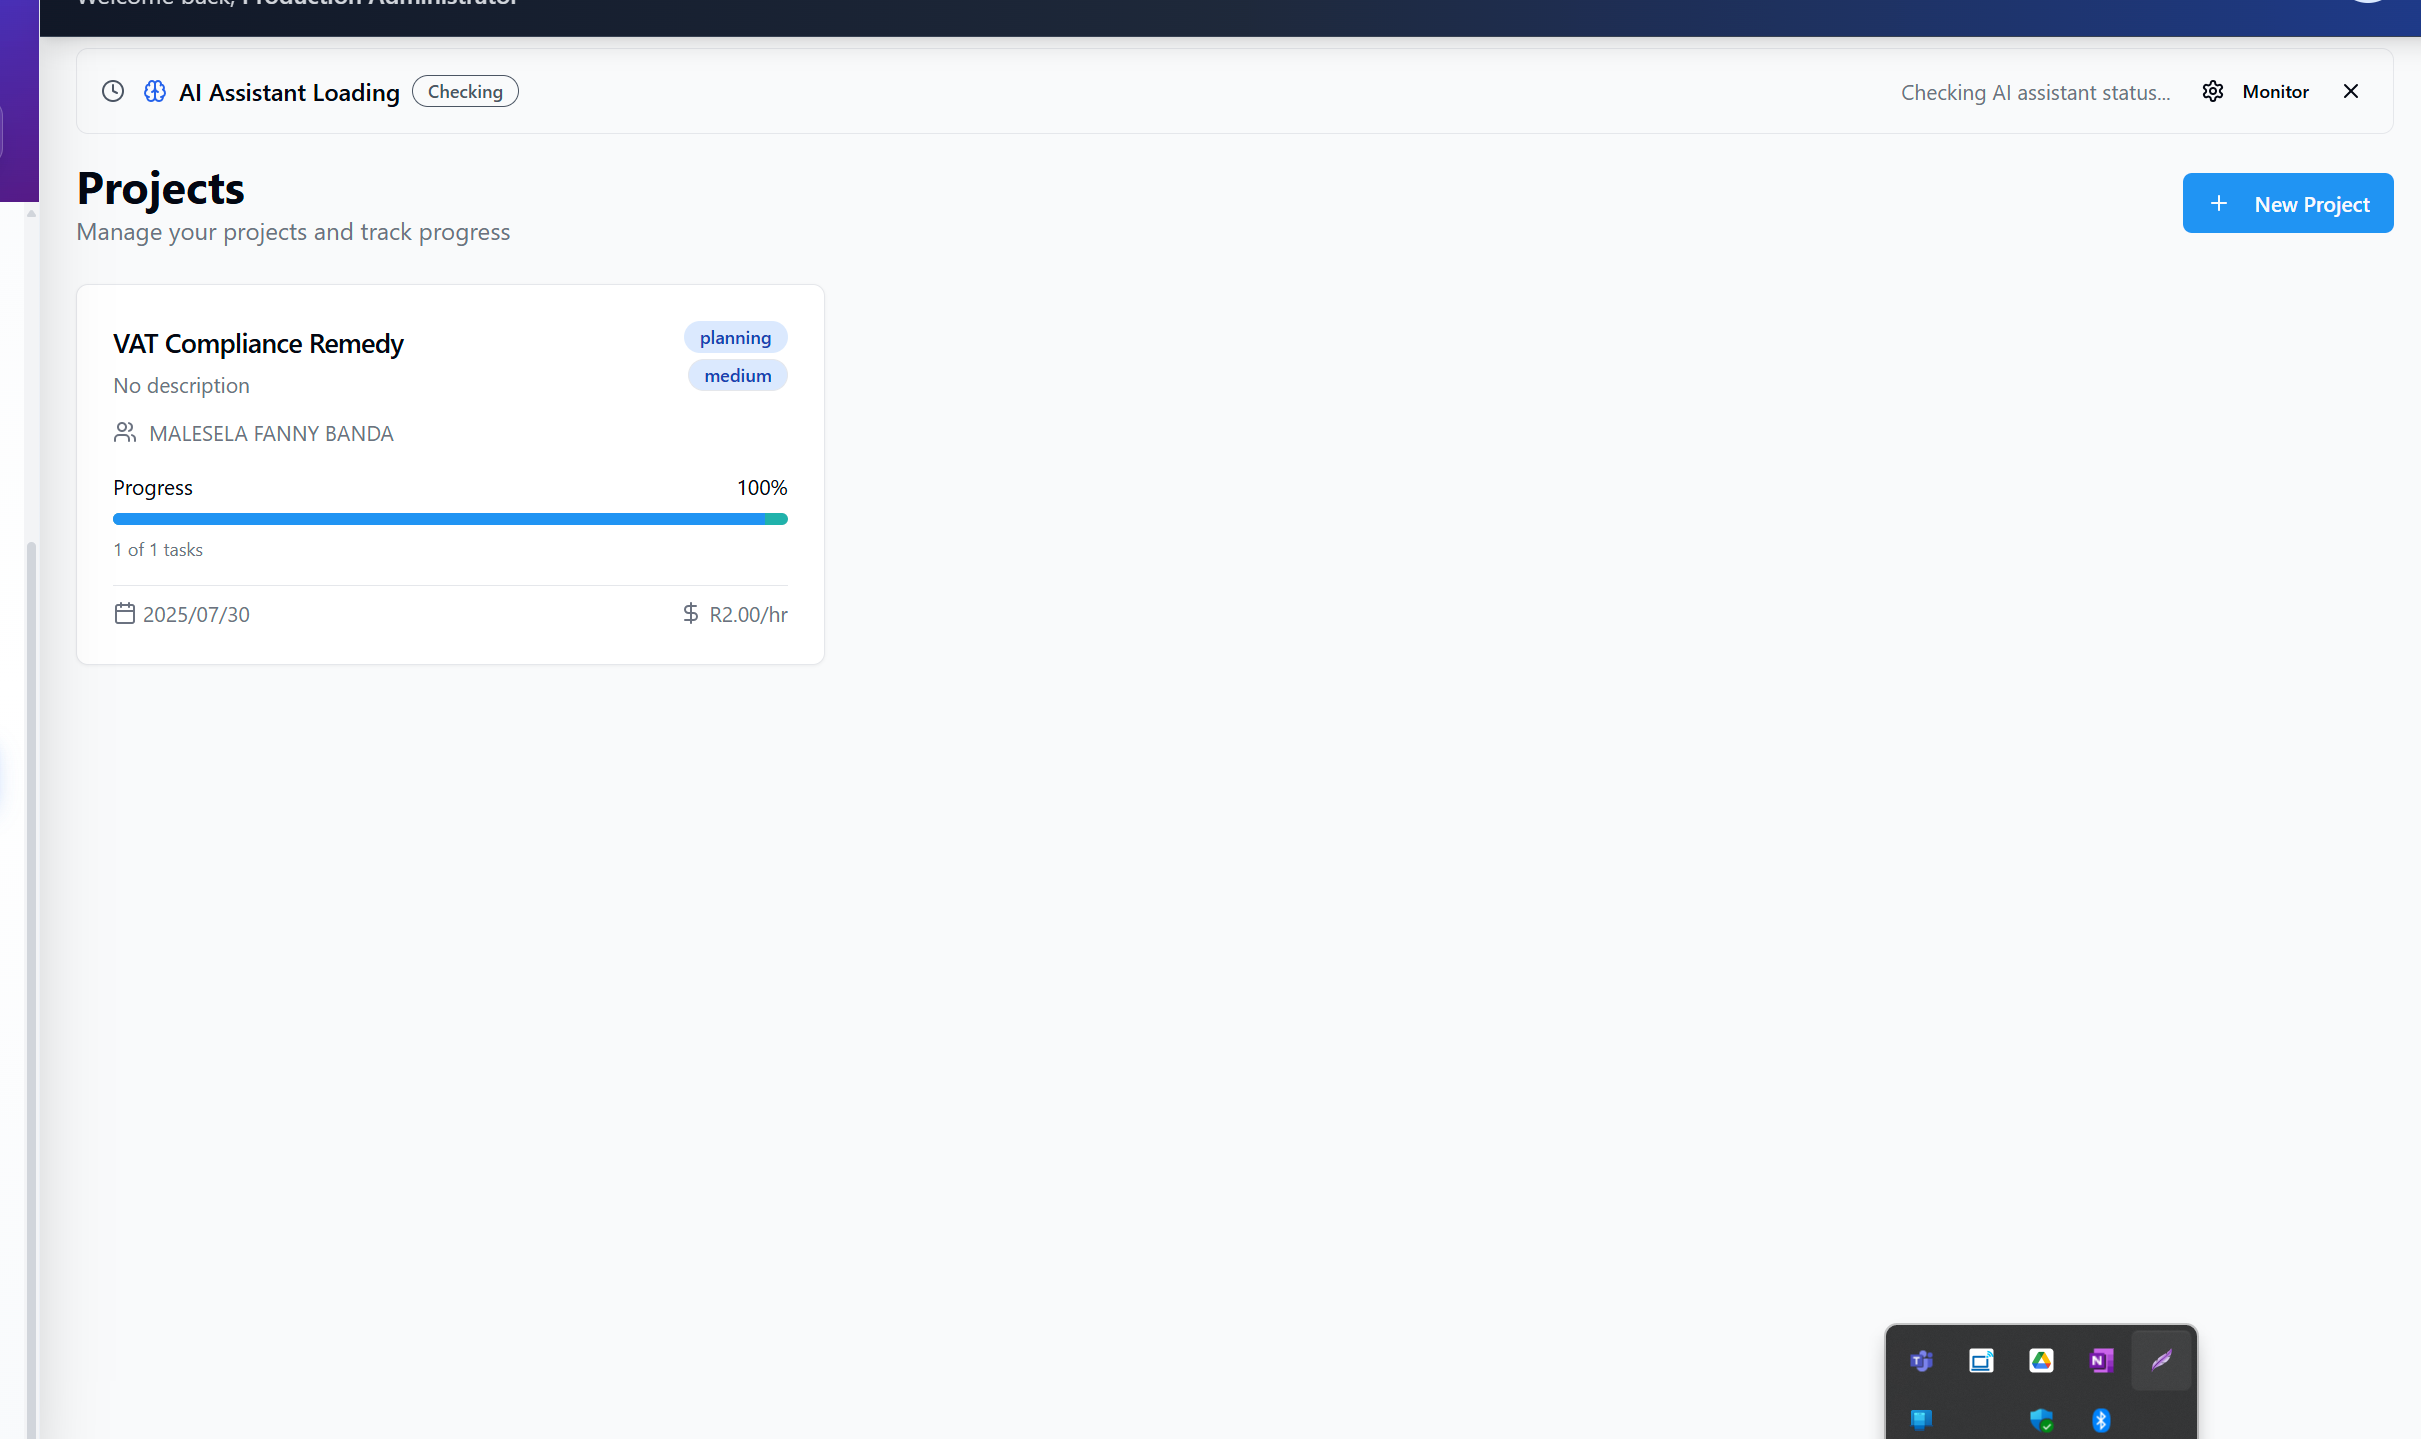 Welcome back, Production Administrator
AI Assistant Loading
Checking
Checking AI assistant status...
Monitor
Projects
Manage your projects and track progress
New Project
VAT Compliance Remedy
planning
No description
medium
MALESELA FANNY BANDA
Progress
100%
1 of 1 tasks
2025/07/30
R2.00/hr